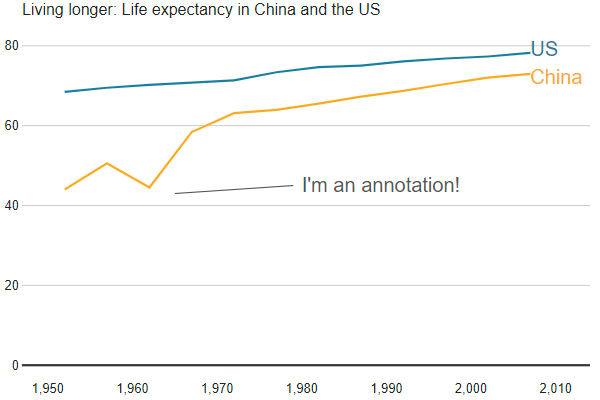 Living longer: Life expectancy in China and the US
80
US
China
60
I'm an annotation!
40
20
0
1,950 1,960 1,970 1,980 1,990 2,000 2,010